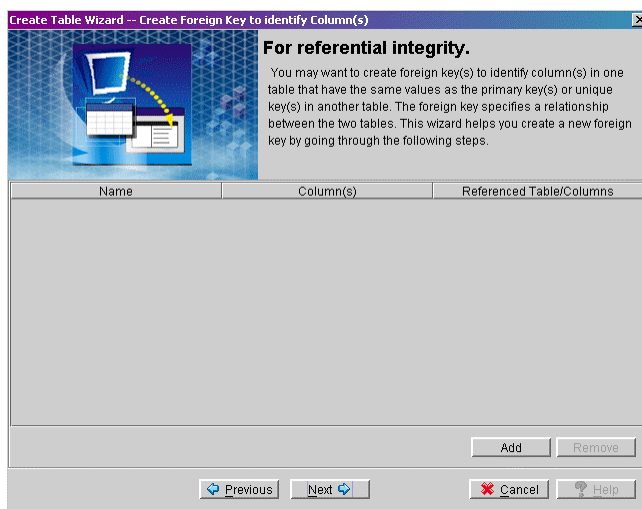 Create Table Wizard -- Create Foreign Key to identify Column(s)
For referential integrity.
You may want to create foreign key(s) to identify column(s) in one
table that have the same values as the primary key(s) or unique
key(s) in another table. The foreign key specifies a relationship
between the two tables. This wizard helps you create a new foreign
key by going through the following steps.
Name Column(s) Referenced Table/Columns
Add Remove
Previous Next Cancel Help